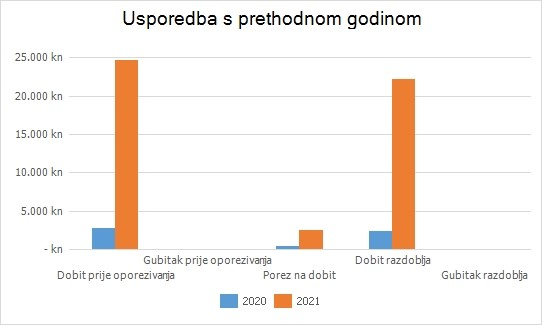 Usporedba s prethodnom godinom
25.000 kn
20.000 kn
15.000 kn
10.000 kn
5.000 kn
- kn
Gubitak prije oporezivanja
Dobit razdoblja
Dobit prije oporezivanja
Porez na dobit
Gubitak razdoblja
2020
2021